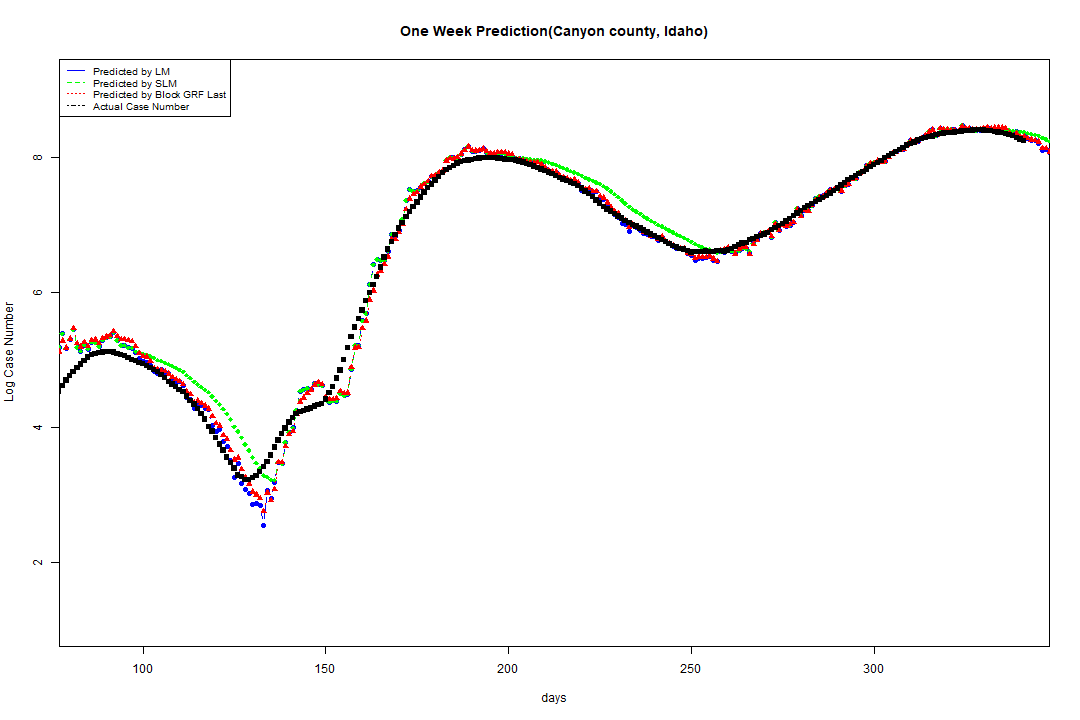 One Week Prediction(Canyon county, Idaho)
Predicted by LM
Predicted by SLM
Predicted by Block GRF Last
Actual Case Number
Log Case Number
8
6
4
2
100 150 200 250 300
days